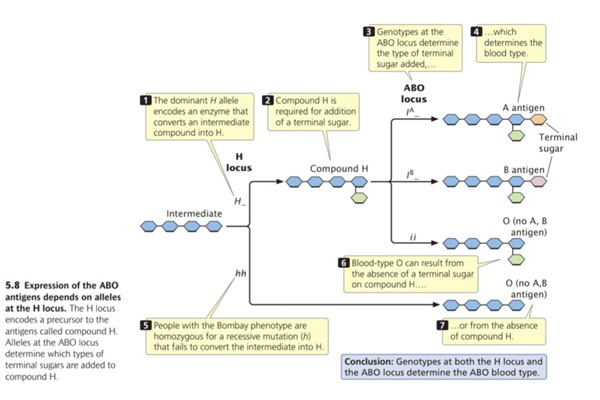 3 Genotypes at the
ABO locus determine
the type of terminal
sugar added,...
4 ...which
determines the
blood type.
1 The dominant H allele
encodes an enzyme that
converts an intermediate
compound into H.
2 Compound H is
required for addition
of a terminal sugar.
ABO
locus
A antigen
Iᴬ_
Terminal
sugar
H
locus
Compound H
B antigen
Iᴮ_
H_
Intermediate
O (no A, B
antigen)
ii
6 Blood-type O can result from
the absence of a terminal sugar
on compound H....
hh
O (no A,B
antigen)
5.8 Expression of the ABO
antigens depends on alleles
at the H locus. The H locus
encodes a precursor to the
antigens called compound H.
Alleles at the ABO locus
determine which types of
terminal sugars are added to
compound H.
5 People with the Bombay phenotype are
homozygous for a recessive mutation (h)
that fails to convert the intermediate into H.
7 ...or from the absence
of compound H.
Conclusion: Genotypes at both the H locus and
the ABO locus determine the ABO blood type.